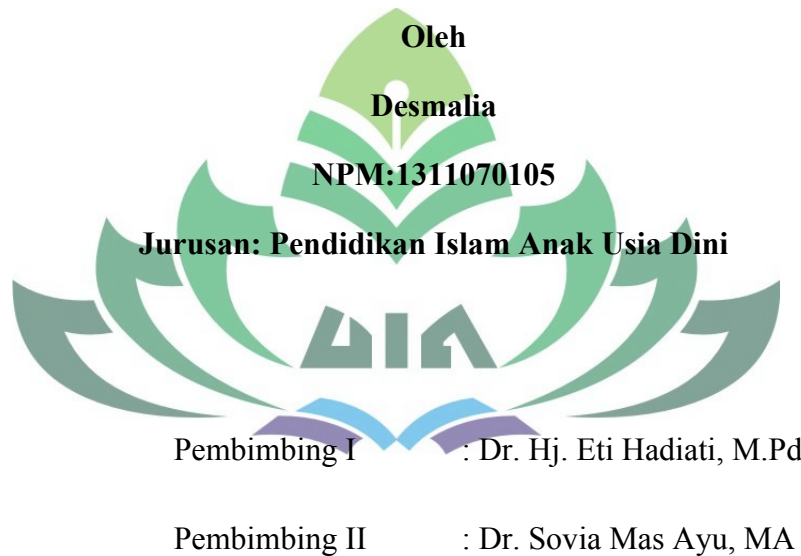 Oleh
Desmalia
NPM:1311070105
Jurusan: Pendidikan Islam Anak Usia Dini
UIN
Pembimbing I : Dr. Hj. Eti Hadiati, M.Pd
Pembimbing II : Dr. Sovia Mas Ayu, MA